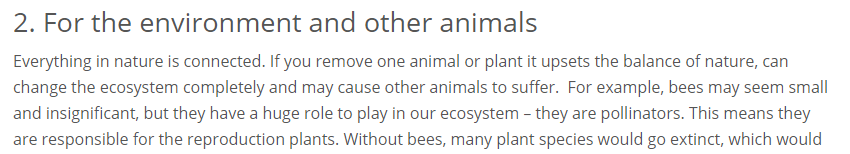 2. For the environment and other animals
Everything in nature is connected. If you remove one animal or plant it upsets the balance of nature, can
change the ecosystem completely and may cause other animals to suffer.  For example, bees may seem small
and insignificant, but they have a huge role to play in our ecosystem – they are pollinators. This means they
are responsible for the reproduction plants. Without bees, many plant species would go extinct, which would